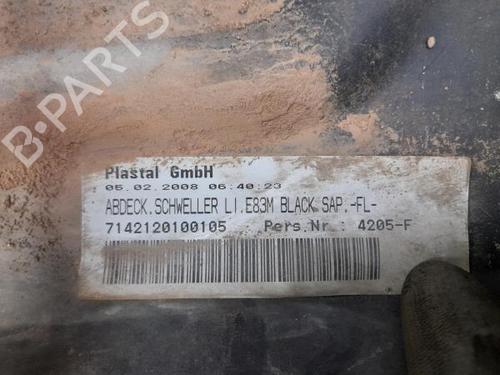 B-PARTS
Plastal GmbH
05.02.2008 06:40:23
ABDECK.SCHWELLER LI.E83M BLACK SAP.-FL-
7142120100105 Pers.Nr.: 4205-F